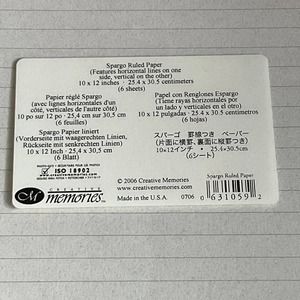 Spargo Ruled Paper
(Features horizontal lines on one
side, vertical on the other)
10 x 12 inches • 25.4 x 30.5 centimeters
(6 sheets)
Papier réglé Spargo
(avec lignes horizontales d'un
côté, verticales de l'autre côté)
10 po sur 12 po • 25,4 cm sur 30,5 cm
(6 feuilles)
Papel con Renglones Espargo
(Tiene rayas horizontales
por un lado y verticales en el otro)
10 x 12 pulgadas • 25.4 x 30.5 cm
(6 hojas)
Spargo Papier liniert
(Vorderseite mit waagerechten Linien,
Rückseite mit senkrechten Linien)
10 x 12 Inch • 25,4 x 30,5 cm
(6 Blatt)
スパーゴ 罫線つき ペーパー
(片面に横罫、裏面に縦罫つき)
10×12インチ • 25.4×30.5cm
(6シート)
ISO 18902
CREATIVE
M memories
© 2006 Creative Memories
www.creativememories.com
Made in the U.S.A. 0706
Spargo Ruled Paper
0 631059 2